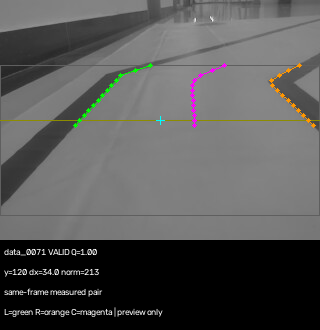 data_0071 VALID Q=1.00
y=120 dx=34.0 norm=213
same-frame measured pair
L=green R=orange C=magenta | preview only